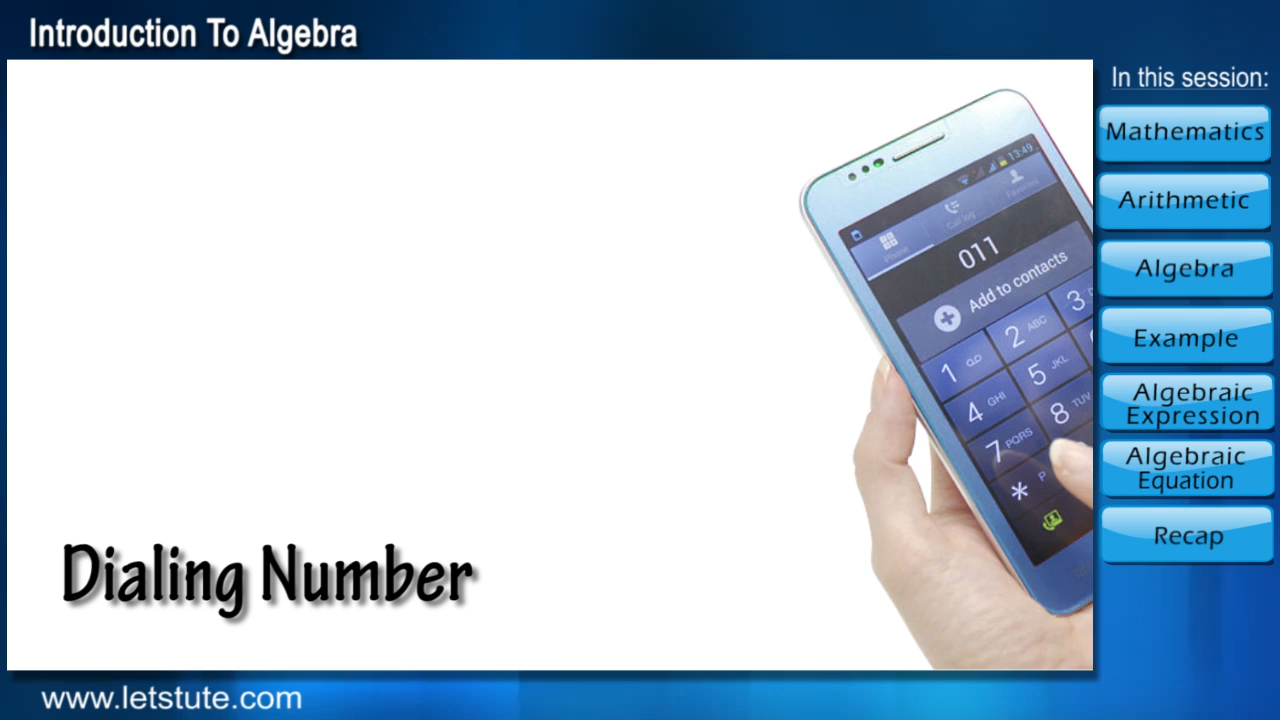 Introduction To Algebra
In this session:
Mathematics
Arithmetic
Algebra
Example
Algebraic
Expression
Algebraic
Equation
Recap
13:49
Favorites
Call log
Phone
011
Add to contacts
1
2 ABC
3
4 GHI
5 JKL
7 PQRS
8 TUV
* P
Dialing Number
www.letstute.com